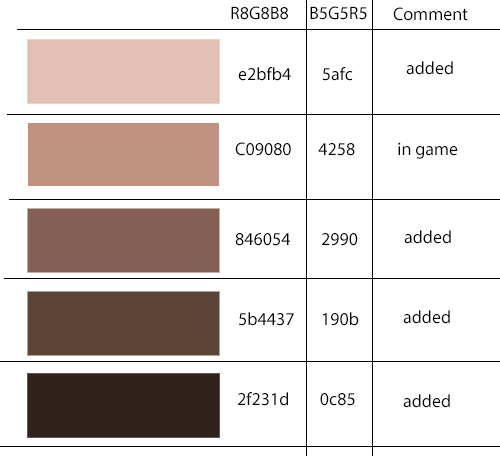 R8G8B8 B5G5R5 Comment
e2bfb4 5afc added
C09080 4258 in game
846054 2990 added
5b4437 190b added
2f231d 0c85 added